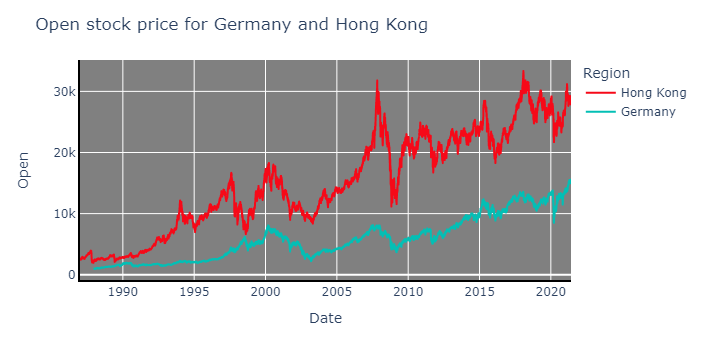 Open stock price for Germany and Hong Kong
Region
Hong Kong
Germany
Open
30k
20k
10k
0
1990 1995 2000 2005 2010 2015 2020
Date